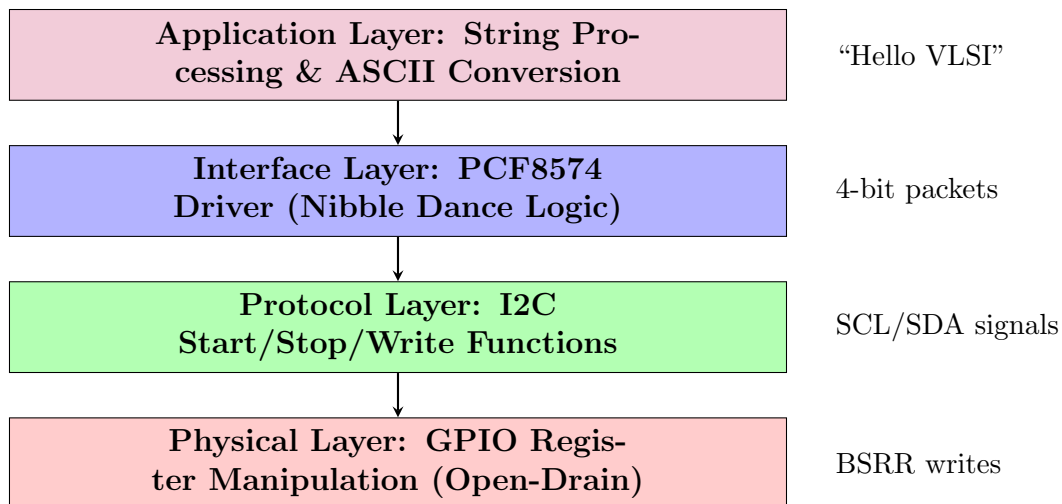 Application Layer: String Pro-
cessing & ASCII Conversion
“Hello VLSI”
Interface Layer: PCF8574
Driver (Nibble Dance Logic)
4-bit packets
Protocol Layer: I2C
Start/Stop/Write Functions
SCL/SDA signals
Physical Layer: GPIO Regis-
ter Manipulation (Open-Drain)
BSRR writes